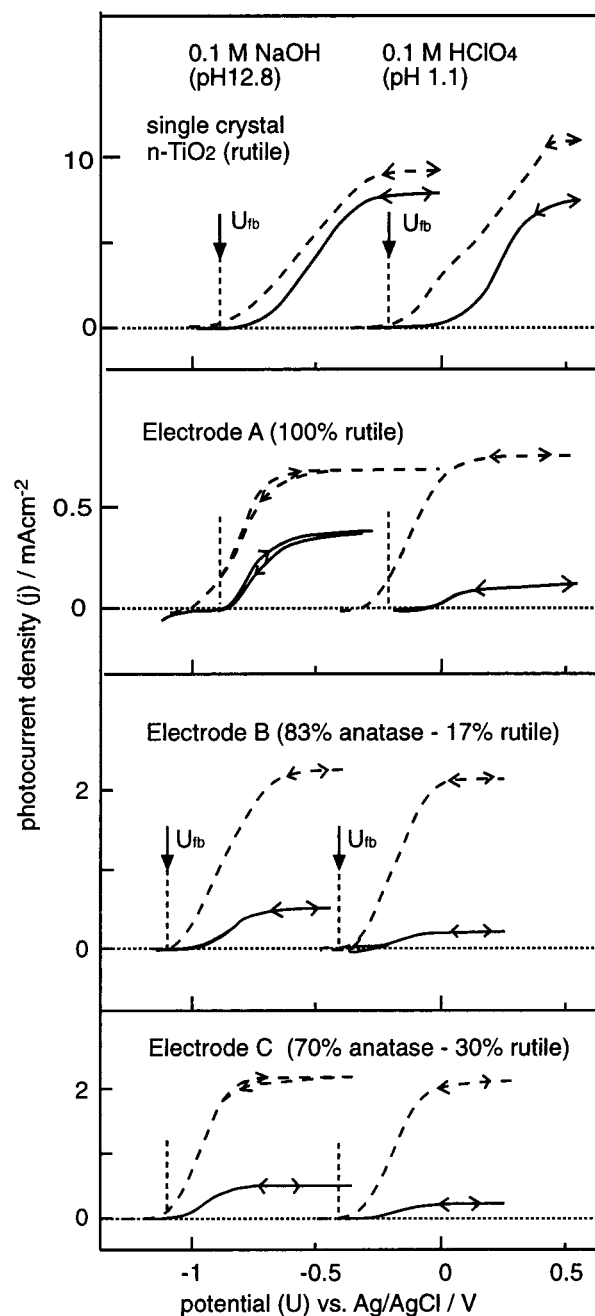 0.1 M NaOH
(pH12.8)
0.1 M HClO4
(pH 1.1)
single crystal
n-TiO2 (rutile)
10
Ufb
Ufb
0
Electrode A (100% rutile)
0.5
0
Electrode B (83% anatase - 17% rutile)
2
Ufb
Ufb
0
Electrode C (70% anatase - 30% rutile)
2
0
photocurrent density (j) / mAcm-2
-1
-0.5
0
0.5
potential (U) vs. Ag/AgCl / V